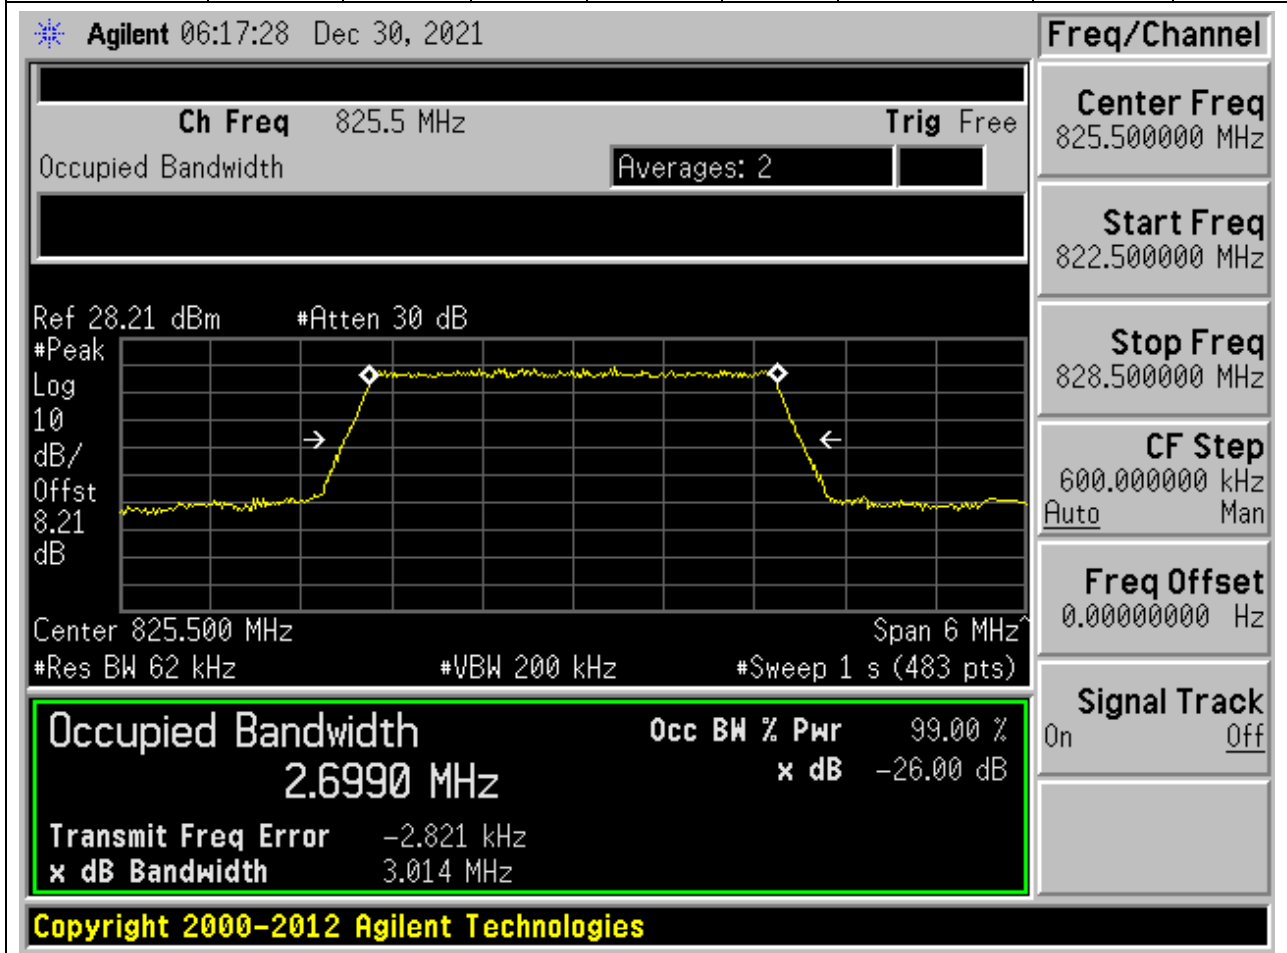 Agilent 06:17:28 Dec 30, 2021
Freq/Channel
Ch Freq 825.5 MHz Trig Free
Occupied Bandwidth Averages: 2
Center Freq
825.500000 MHz
Start Freq
822.500000 MHz
Stop Freq
828.500000 MHz
CF Step
600.000000 kHz
Auto Man
Freq Offset
0.00000000 Hz
Signal Track
On Off
Ref 28.21 dBm #Atten 30 dB
#Peak
Log
10
dB/
Offst
8.21
dB
Center 825.500 MHz Span 6 MHz^
#Res BW 62 kHz #VBW 200 kHz #Sweep 1 s (483 pts)
Occupied Bandwidth
2.6990 MHz
Occ BW % Pwr 99.00 %
x dB -26.00 dB
Transmit Freq Error -2.821 kHz
x dB Bandwidth 3.014 MHz
Copyright 2000-2012 Agilent Technologies